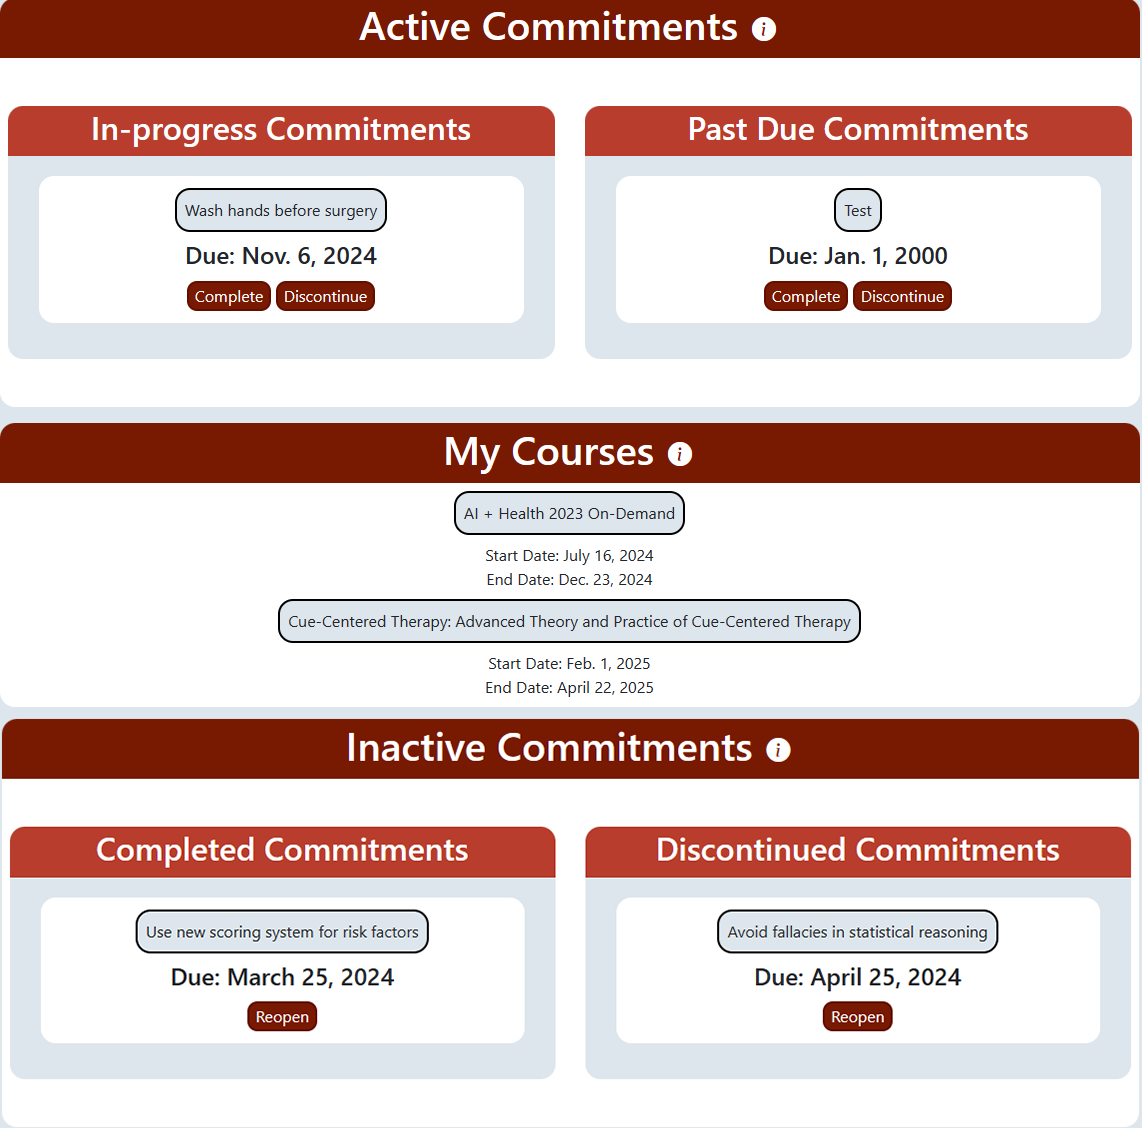 Active Commitments i
In-progress Commitments
Wash hands before surgery
Due: Nov. 6, 2024
Complete Discontinue
Past Due Commitments
Test
Due: Jan. 1, 2000
Complete Discontinue
My Courses i
AI + Health 2023 On-Demand
Start Date: July 16, 2024
End Date: Dec. 23, 2024
Cue-Centered Therapy: Advanced Theory and Practice of Cue-Centered Therapy
Start Date: Feb. 1, 2025
End Date: April 22, 2025
Inactive Commitments i
Completed Commitments
Use new scoring system for risk factors
Due: March 25, 2024
Reopen
Discontinued Commitments
Avoid fallacies in statistical reasoning
Due: April 25, 2024
Reopen